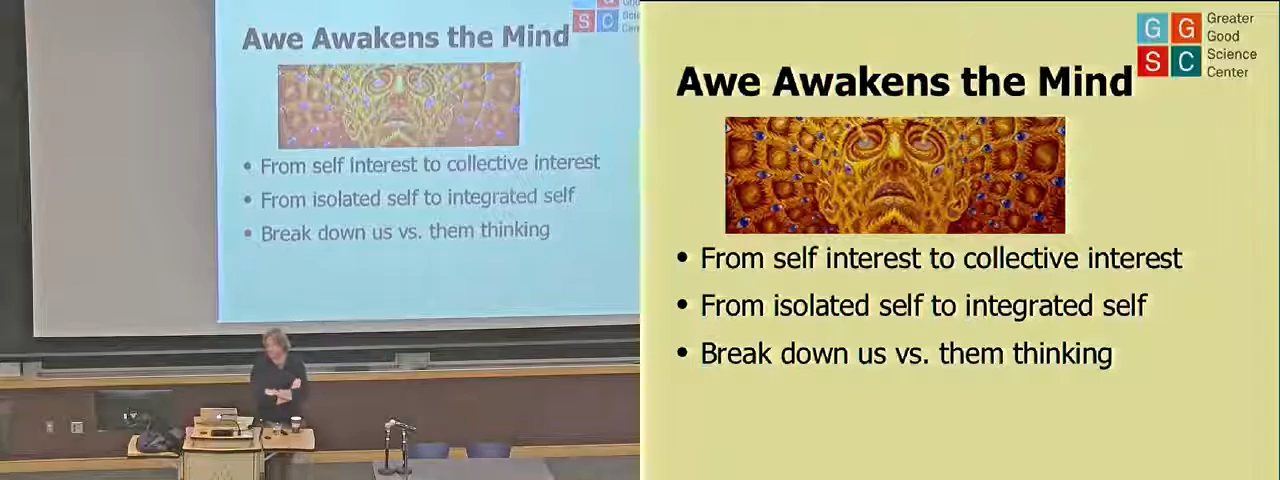 Awe Awakens the Mind
S C
• From self interest to collective interest
• From isolated self to integrated self
• Break down us vs. them thinking
G G
S C
Greater
Good
Science
Center
Awe Awakens the Mind
• From self interest to collective interest
• From isolated self to integrated self
• Break down us vs. them thinking